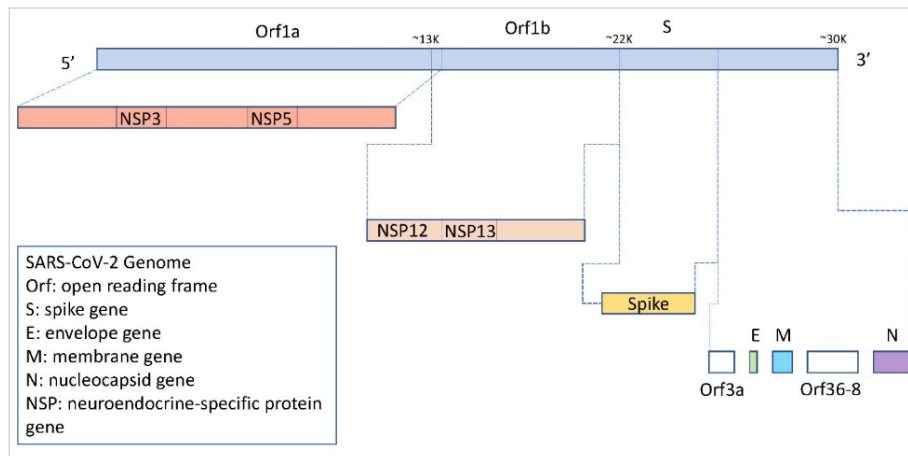 Orf1a
Orf1b
S
~13K
~22K
~30K
5’
3’
NSP3
NSP5
NSP12
NSP13
Spike
E
M
N
Orf3a
Orf36-8
SARS-CoV-2 Genome
Orf: open reading frame
S: spike gene
E: envelope gene
M: membrane gene
N: nucleocapsid gene
NSP: neuroendocrine-specific protein
gene